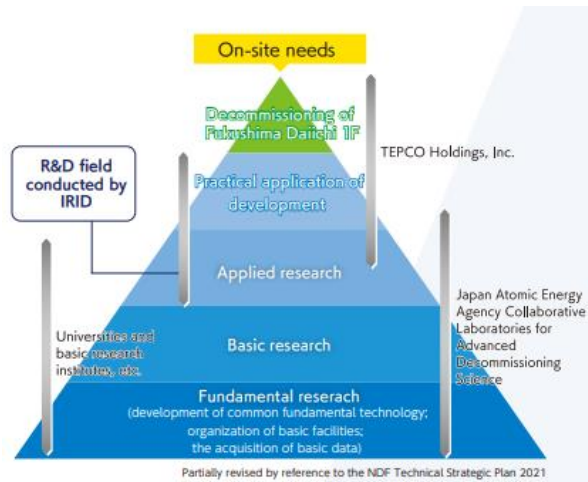 On-site needs
Decommissioning of
Fukushima Daiichi 1F
TEPCO Holdings, Inc.
R&D field
conducted by
IRID
Practical application of
development
Applied research
Universities and
basic research
institutes, etc.
Japan Atomic Energy
Agency Collaborative
Laboratories for
Advanced
Decommissioning
Science
Basic research
Fundamental reserach
(development of common fundamental technology;
organization of basic facilities;
the acquisition of basic data)
Partially revised by reference to the NDF Technical Strategic Plan 2021